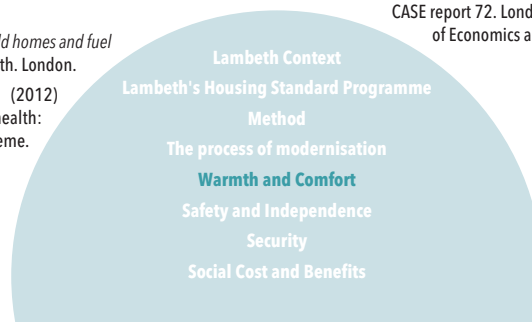 CASE report 72. Lond
of Economics a
ld homes and fuel
th. London.
(2012)
ealth:
eme.
Lambeth Context
Lambeth's Housing Standard Programme
Method
The process of modernisation
Warmth and Comfort
Safety and Independence
Security
Social Cost and Benefits